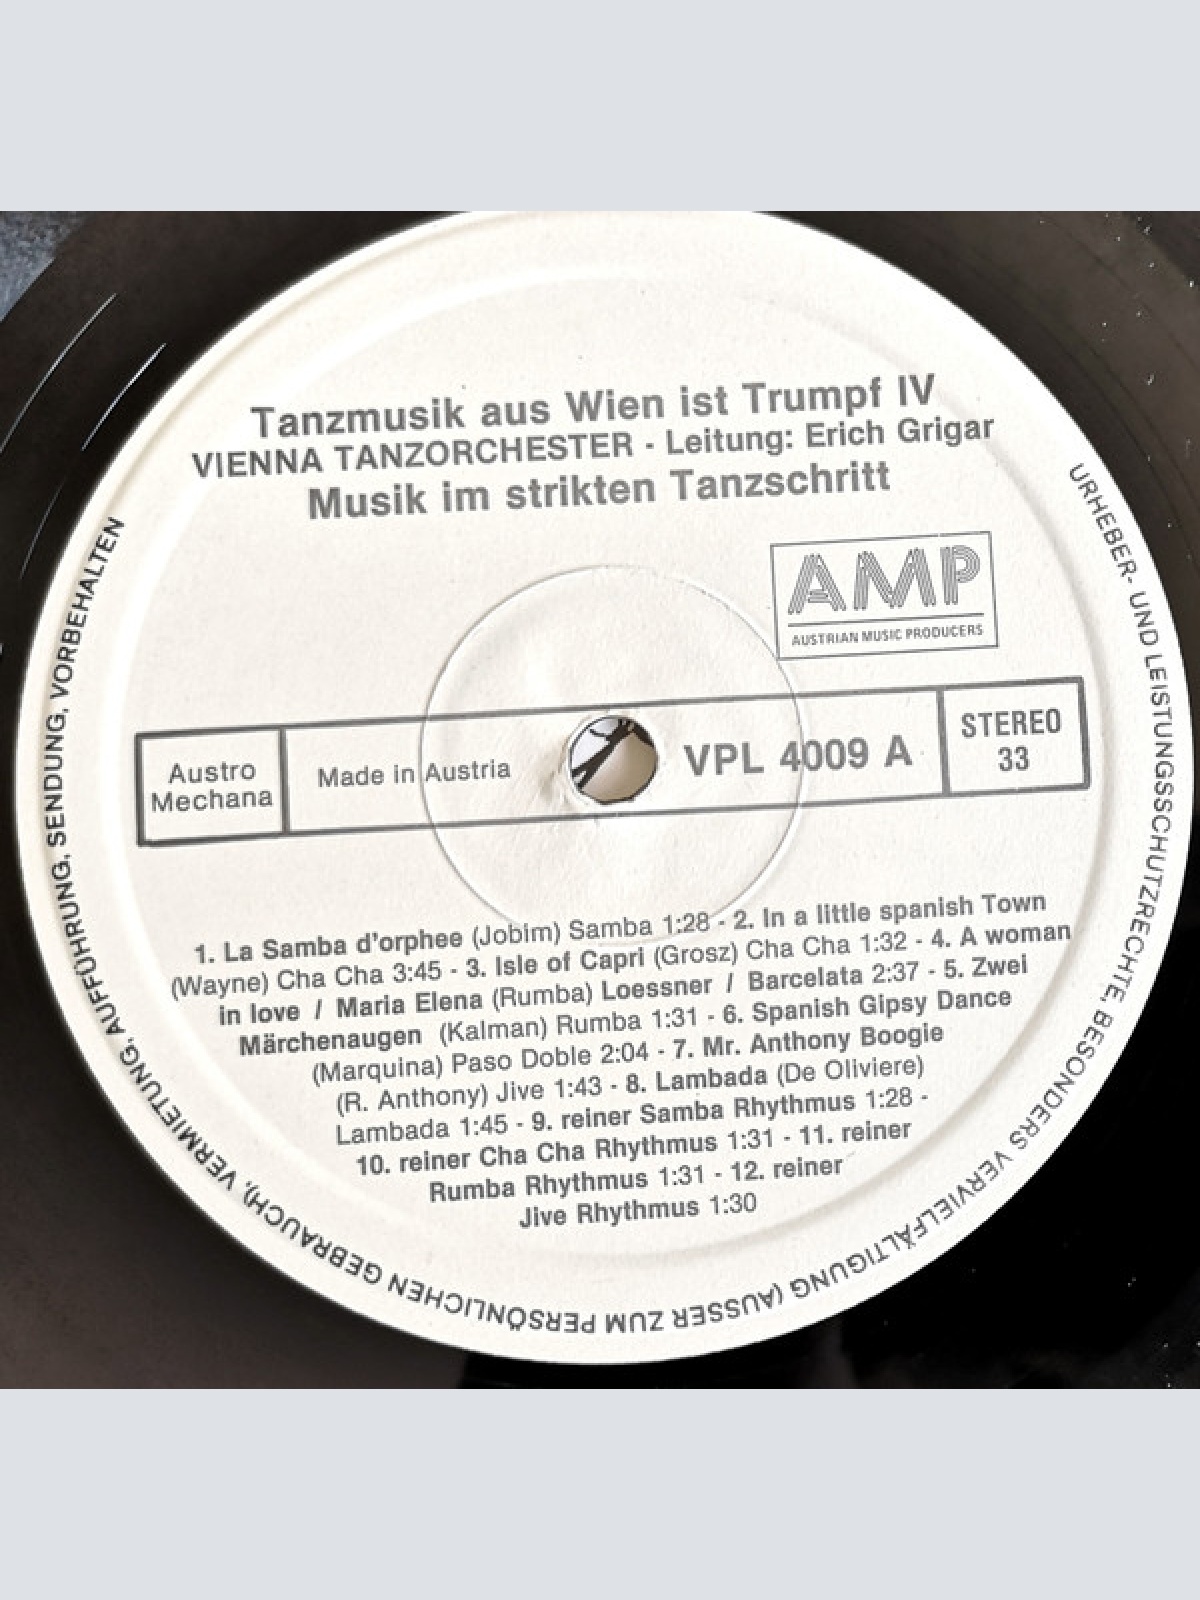 Tanzmusik aus Wien ist Trumpf IV
VIENNA TANZORCHESTER - Leitung: Erich Grigar
Musik im strikten Tanzschritt
AMP
AUSTRIAN MUSIC PRODUCERS
Austro
Mechana
Made in Austria
VPL 4009 A
STEREO
33
1. La Samba d'orphee (Jobim) Samba 1:28 - 2. In a little spanish Town
(Wayne) Cha Cha 3:45 - 3. Isle of Capri (Grosz) Cha Cha 1:32 - 4. A woman
in love / Maria Elena (Rumba) Loessner / Barcelata 2:37 - 5. Zwei
Märchenaugen (Kalman) Rumba 1:31 - 6. Spanish Gipsy Dance
(Marquina) Paso Doble 2:04 - 7. Mr. Anthony Boogie
(R. Anthony) Jive 1:43 - 8. Lambada (De Oliviere)
Lambada 1:45 - 9. reiner Samba Rhythmus 1:28 -
10. reiner Cha Cha Rhythmus 1:31 - 11. reiner
Rumba Rhythmus 1:31 - 12. reiner
Jive Rhythmus 1:30
URHEBER- UND LEISTUNGSSCHUTZRECHTE, BESONDERS VERVIELFÄLTIGUNG (AUSSER ZUM PERSÖNLICHEN GEBRAUCH), VERMIETUNG, AUFFÜHRUNG, SENDUNG, VORBEHALTEN